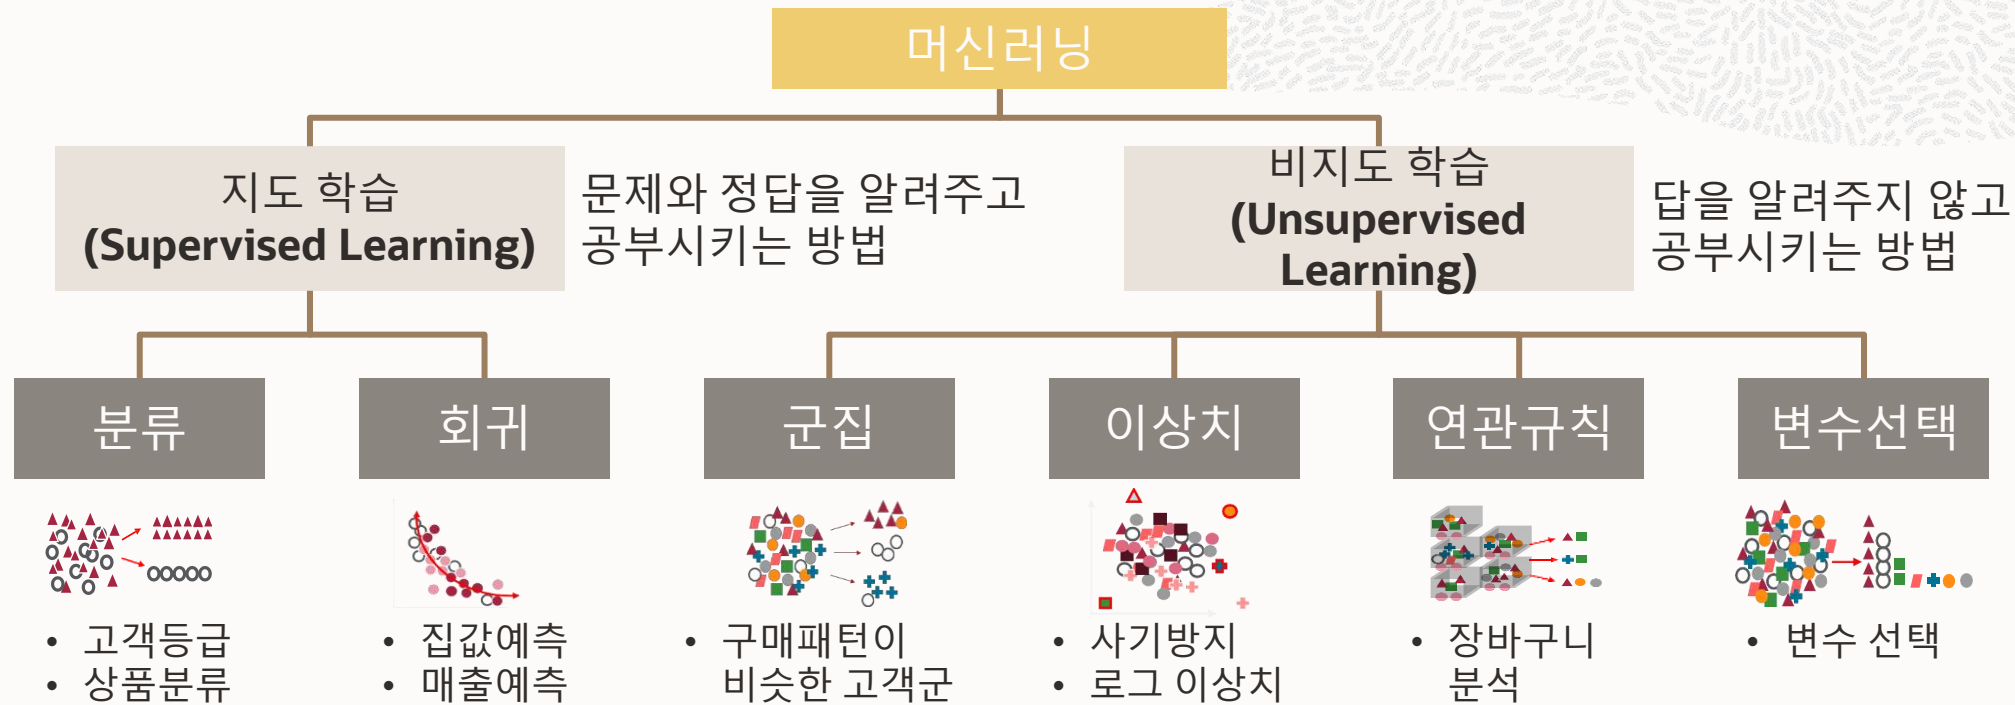 머신러닝
지도 학습
(Supervised Learning)
문제와 정답을 알려주고
공부시키는 방법
비지도 학습
(Unsupervised
Learning)
답을 알려주지 않고
공부시키는 방법
분류
회귀
군집
이상치
연관규칙
변수선택
• 고객등급
• 상품분류
• 집값예측
• 매출예측
• 구매패턴이
비슷한 고객군
• 사기방지
• 로그 이상치
• 장바구니
분석
• 변수 선택